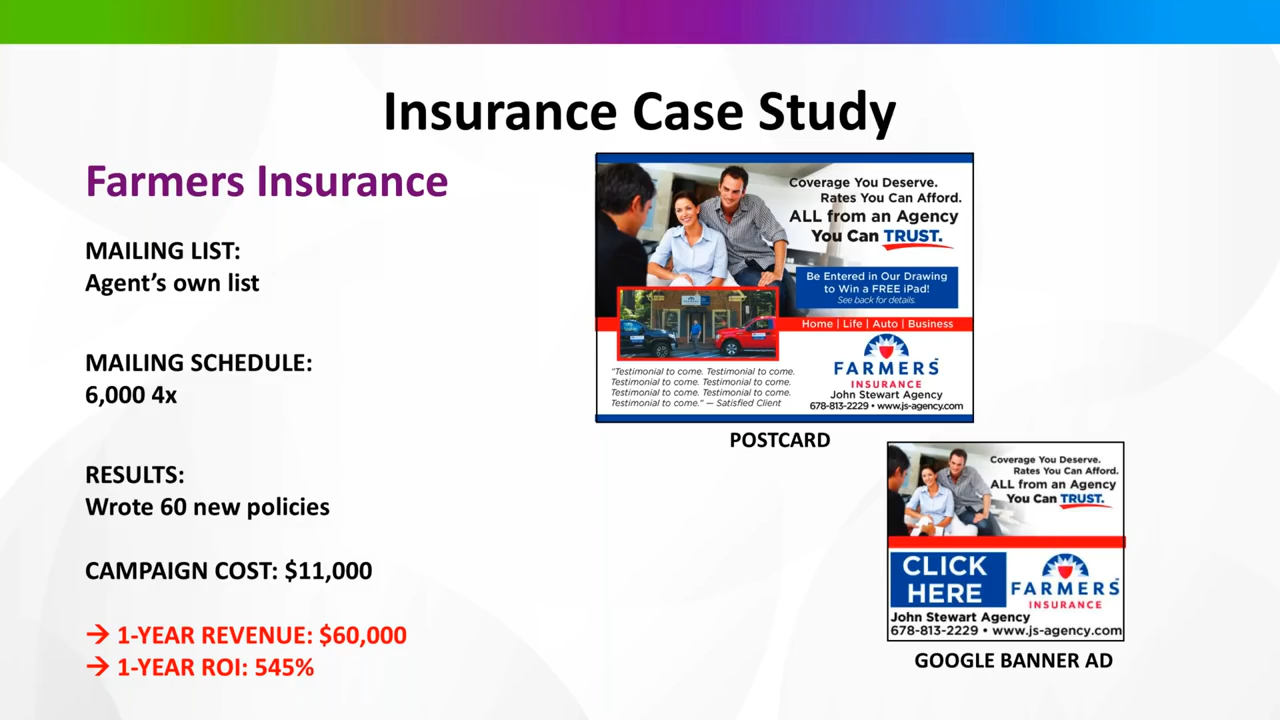 Insurance Case Study
Farmers Insurance
MAILING LIST:
Agent's own list
MAILING SCHEDULE:
6,000 4x
RESULTS:
Wrote 60 new policies
CAMPAIGN COST: $11,000
→ 1-YEAR REVENUE: $60,000
→ 1-YEAR ROI: 545%
Coverage You Deserve.
Rates You Can Afford.
ALL from an Agency
You Can TRUST.
Be Entered in Our Drawing
to Win a FREE iPad!
See back for details.
Home | Life | Auto | Business
"Testimonial to come. Testimonial to come.
Testimonial to come. Testimonial to come.
Testimonial to come. Testimonial to come.
Testimonial to come." — Satisfied Client
FARMERS
INSURANCE
John Stewart Agency
678-813-2229 • www.js-agency.com
POSTCARD
Coverage You Deserve.
Rates You Can Afford.
ALL from an Agency
You Can TRUST.
CLICK
HERE
FARMERS
INSURANCE
John Stewart Agency
678-813-2229 • www.js-agency.com
GOOGLE BANNER AD